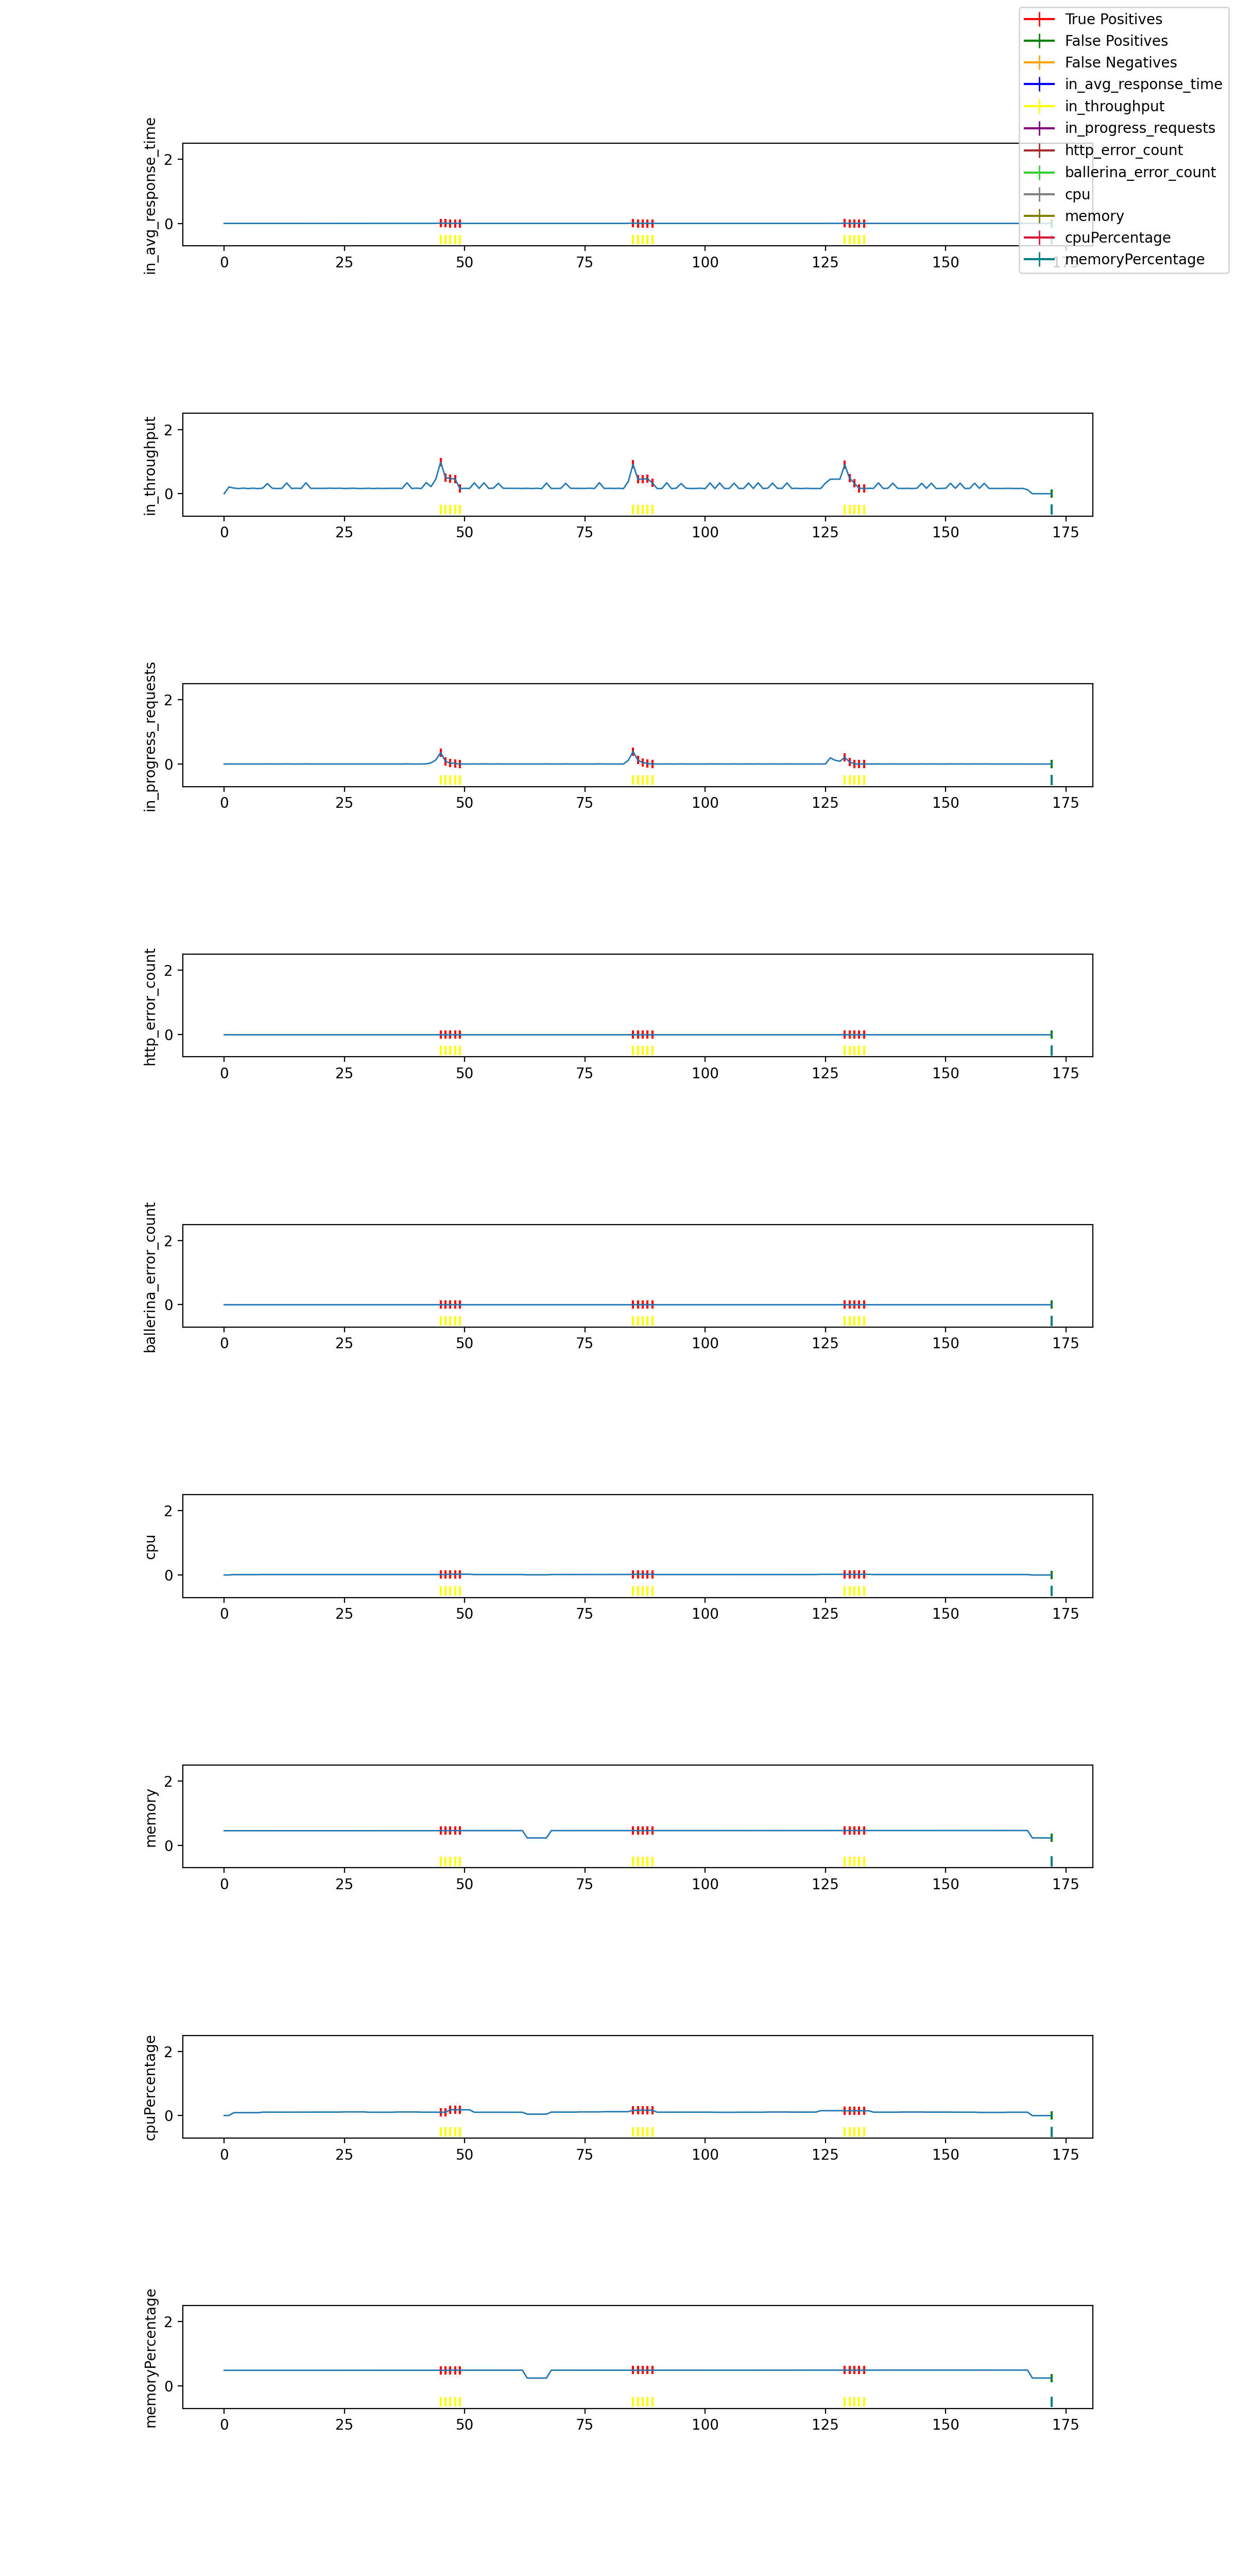 True Positives
False Positives
False Negatives
in_avg_response_time
in_throughput
in_progress_requests
http_error_count
ballerina_error_count
cpu
memory
cpuPercentage
memoryPercentage
in_avg_response_time
2
0
0 25 50 75 100 125 150 175
in_throughput
2
0
0 25 50 75 100 125 150 175
in_progress_requests
2
0
0 25 50 75 100 125 150 175
http_error_count
2
0
0 25 50 75 100 125 150 175
ballerina_error_count
2
0
0 25 50 75 100 125 150 175
cpu
2
0
0 25 50 75 100 125 150 175
memory
2
0
0 25 50 75 100 125 150 175
cpuPercentage
2
0
0 25 50 75 100 125 150 175
memoryPercentage
2
0
0 25 50 75 100 125 150 175